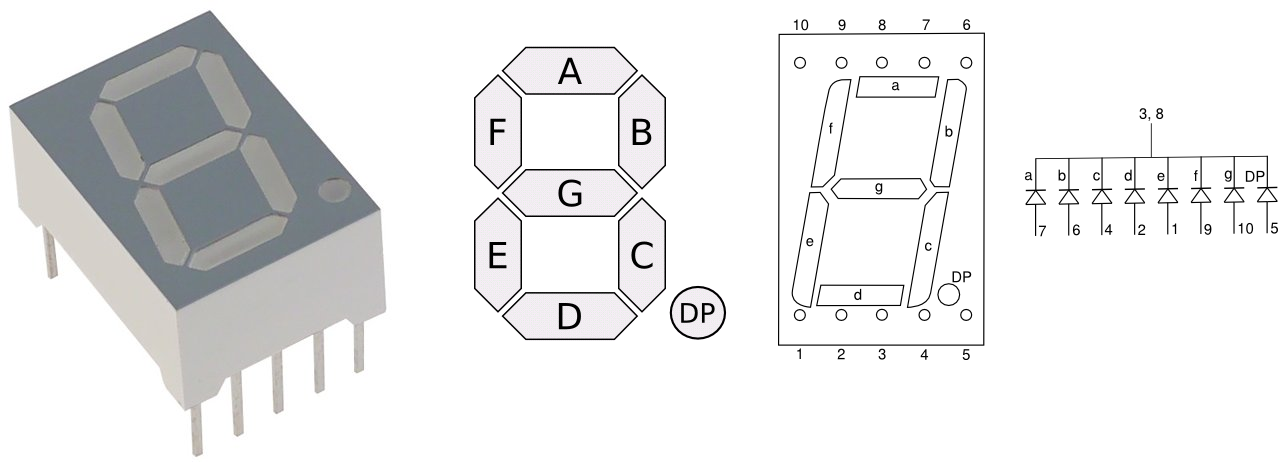 A
F
B
G
E
C
D
DP
10 9 8 7 6
a
f
b
g
e
c
DP
d
1 2 3 4 5
3, 8
a b c d e f g DP
7 6 4 2 1 9 10 5